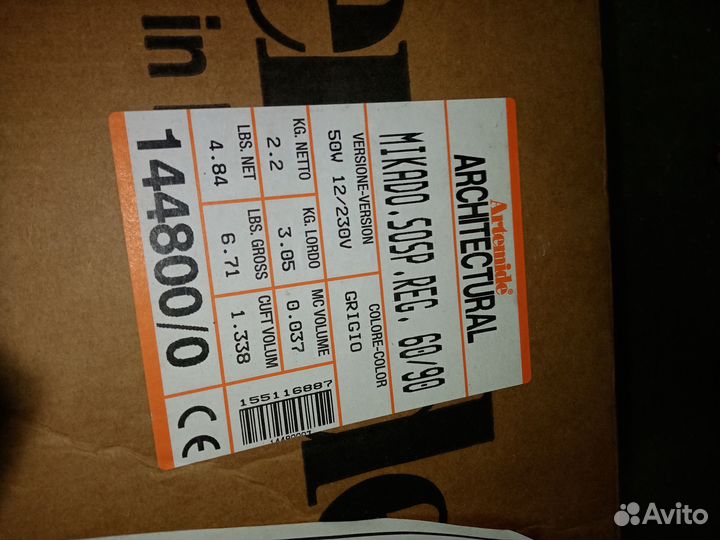 in
Artemide®
ARCHITECTURAL
MIKADO.SOSP.REG. 60/90
VERSIONE-VERSION
50W 12/230V
COLORE-COLOR
GRIGIO
KG. NETTO
2.2
KG. LORDO
3.05
MC VOLUME
0.037
LBS. NET
4.84
LBS. GROSS
6.71
CUFT VOLUM
1.338
155116887
144800/0
CE
Avito